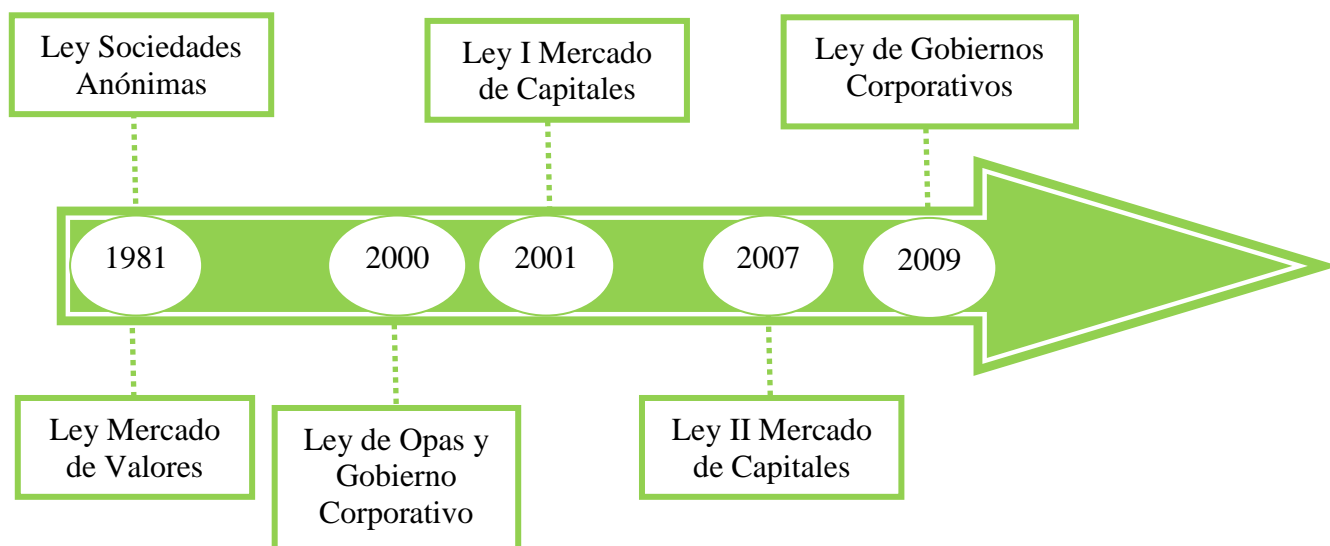 Ley Sociedades
Anónimas
Ley I Mercado
de Capitales
Ley de Gobiernos
Corporativos
1981
2000
2001
2007
2009
Ley Mercado
de Valores
Ley de Opas y
Gobierno
Corporativo
Ley II Mercado
de Capitales